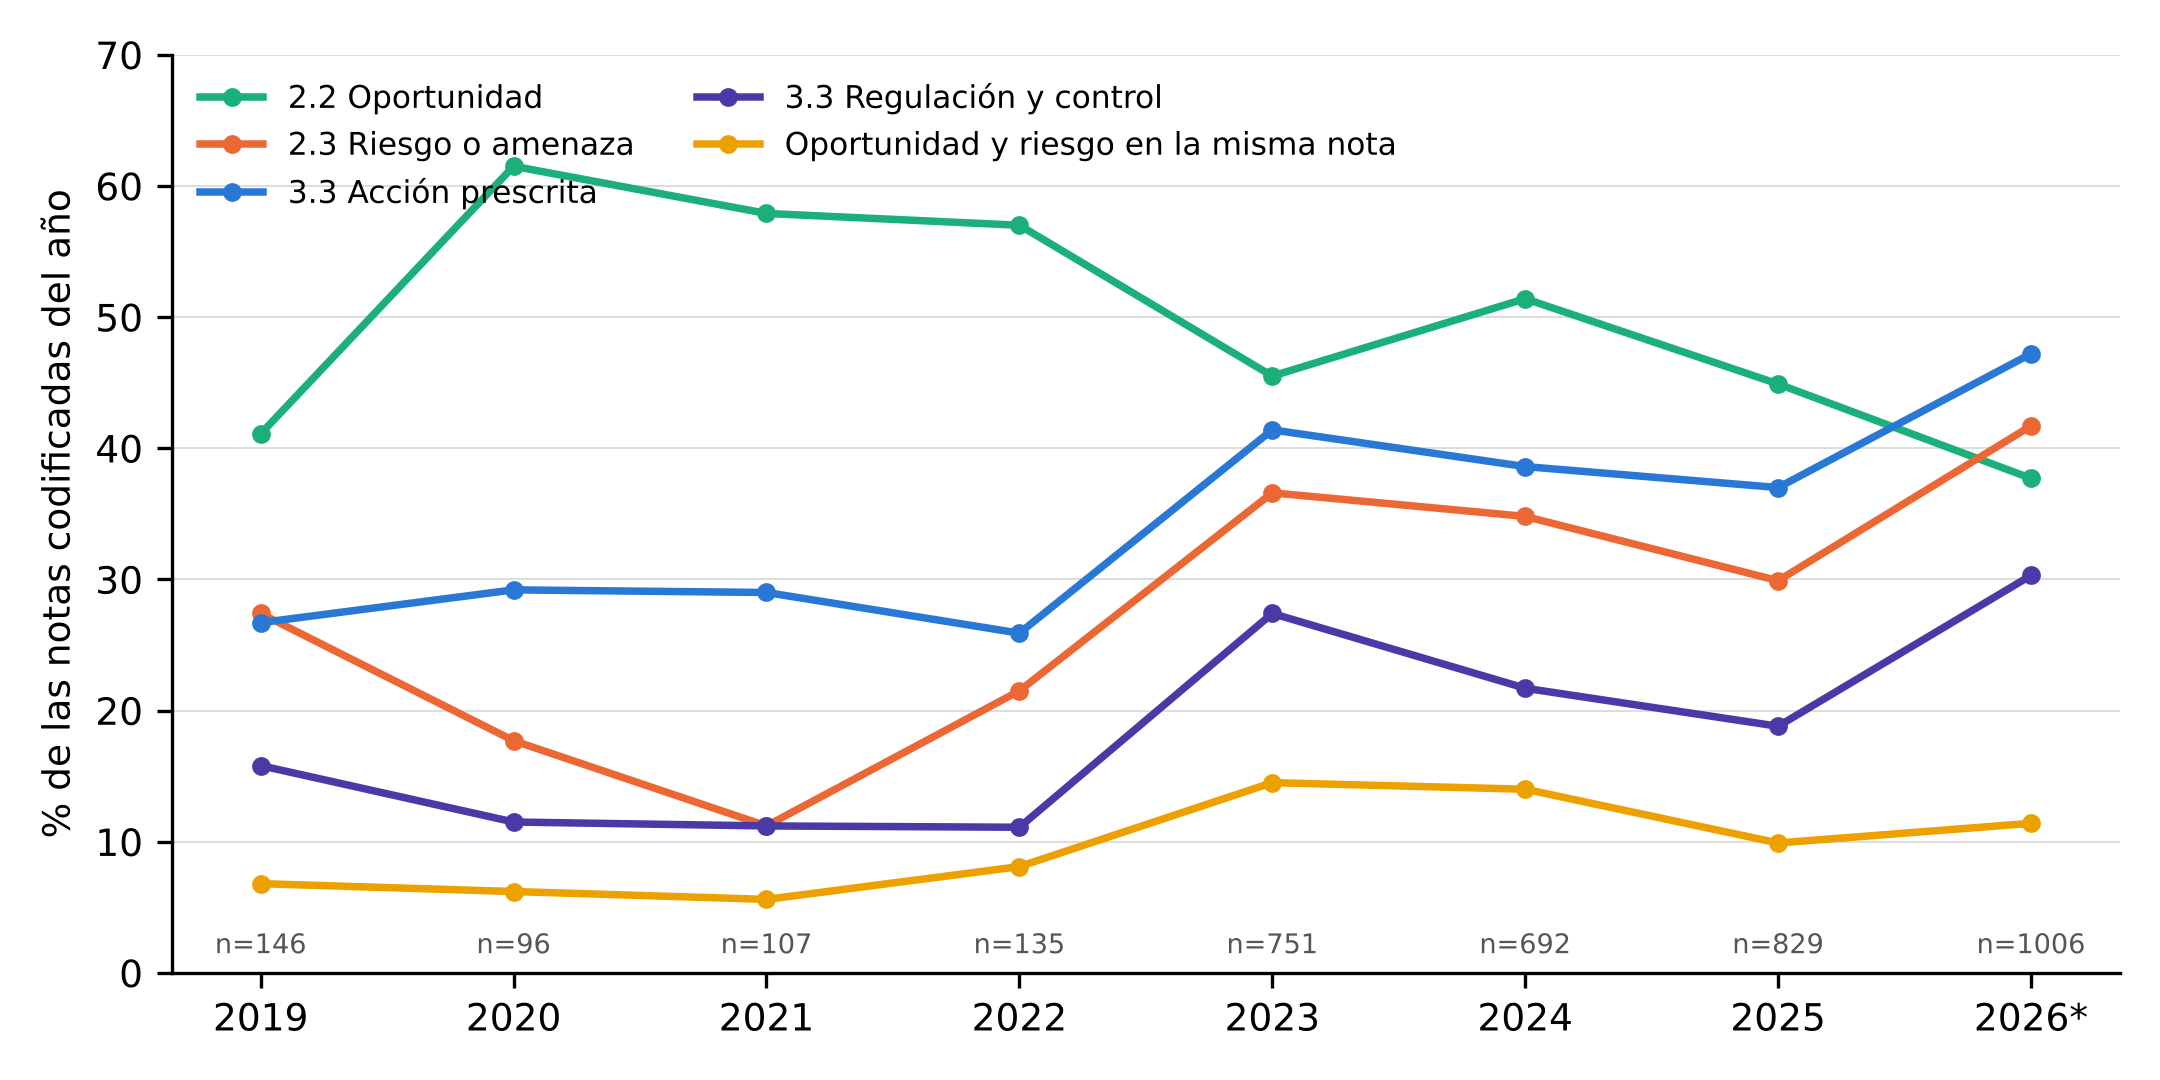 % de las notas codificadas del año
70
60
50
40
30
20
10
0
2.2 Oportunidad
2.3 Riesgo o amenaza
3.3 Acción prescrita
3.3 Regulación y control
Oportunidad y riesgo en la misma nota
n=146 n=96 n=107 n=135 n=751 n=692 n=829 n=1006
2019 2020 2021 2022 2023 2024 2025 2026*